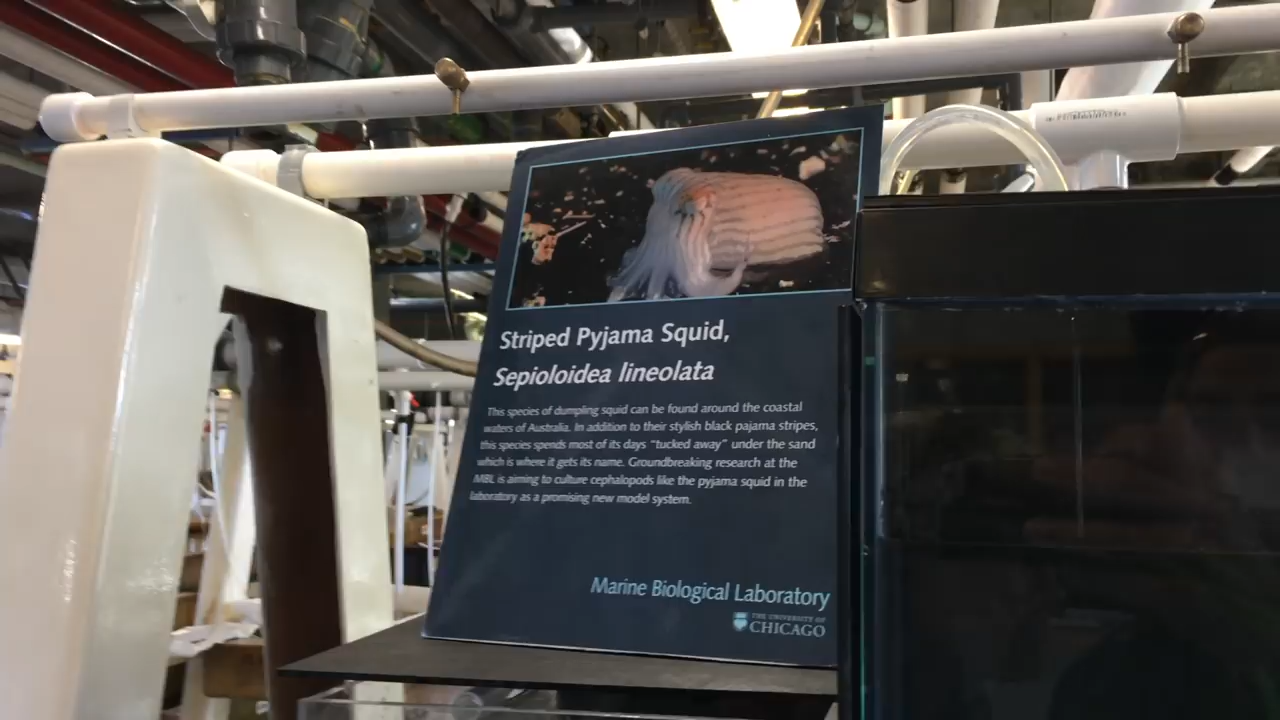 Striped Pyjama Squid,
Sepioloidea lineolata
This species of dumpling squid can be found around the coastal
waters of Australia. In addition to their stylish black pajama stripes,
this species spends most of its days "tucked away" under the sand
which is where it gets its name. Groundbreaking research at the
MBL is aiming to culture cephalopods like the pyjama squid in the
laboratory as a promising new model system.
Marine Biological Laboratory
THE UNIVERSITY OF
CHICAGO